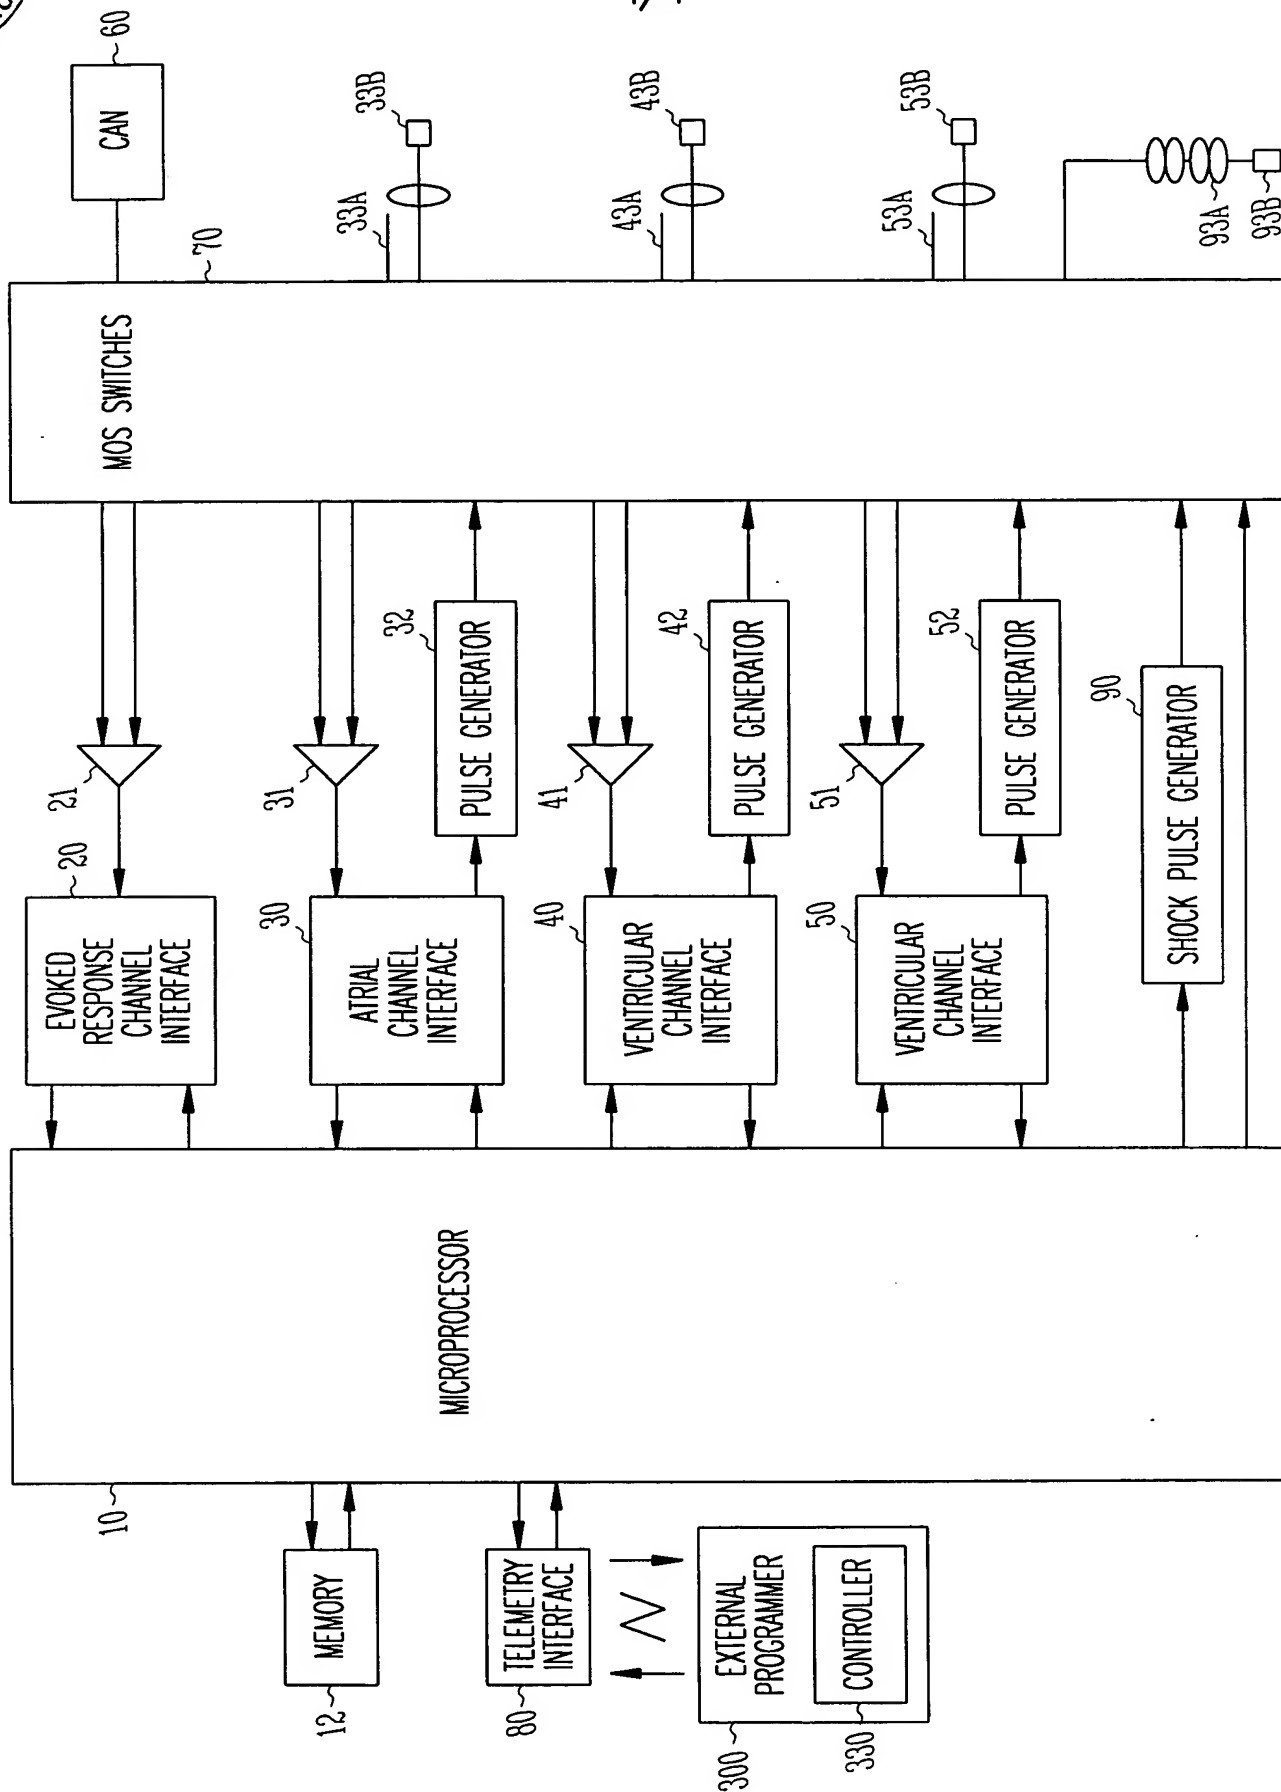 60
CAN
33B
33A
43B
43A
53B
53A
93A
93B
70
MOS SWITCHES
21
31
32
PULSE GENERATOR
41
42
PULSE GENERATOR
51
52
PULSE GENERATOR
90
SHOCK PULSE GENERATOR
20
EVOKED
RESPONSE
CHANNEL
INTERFACE
30
ATRIAL
CHANNEL
INTERFACE
40
VENTRICULAR
CHANNEL
INTERFACE
50
VENTRICULAR
CHANNEL
INTERFACE
MICROPROCESSOR
10
MEMORY
12
TELEMETRY
INTERFACE
80
EXTERNAL
PROGRAMMER
CONTROLLER
300
330